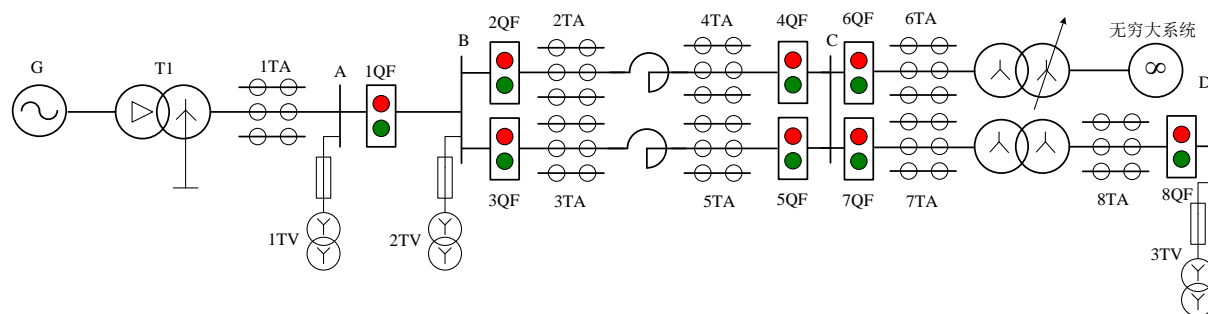 G
T1
1TA
A
1QF
B
2QF
2TA
4TA
4QF
C
6QF
6TA
无穷大系统
∞
D
1TV
2TV
3QF
3TA
5TA
5QF
7QF
7TA
8TA
8QF
3TV